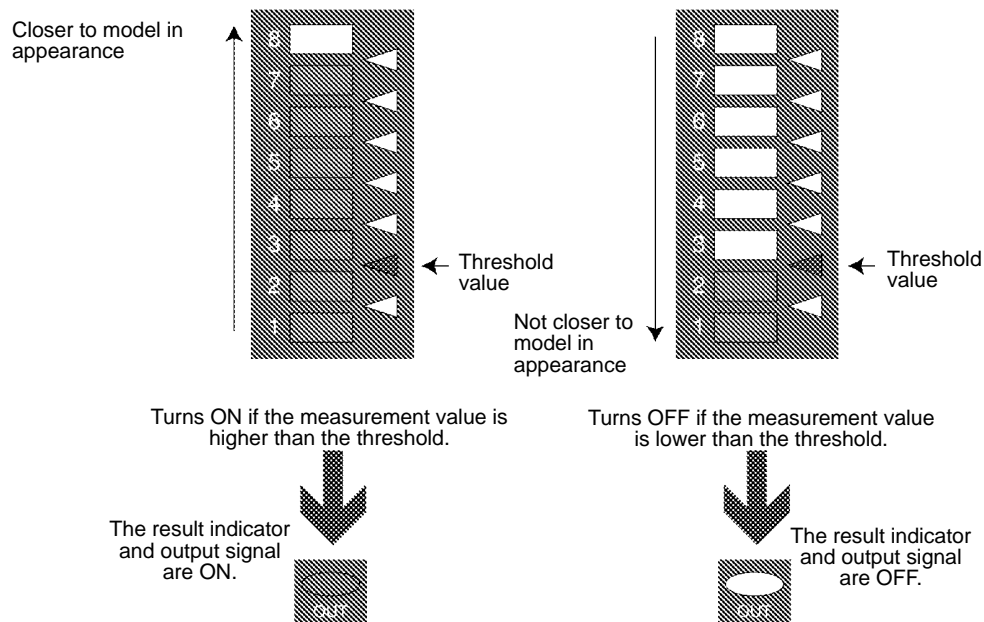 Closer to model in
appearance
8
7
6
5
4
3
2
1
Threshold
value
Turns ON if the measurement value is
higher than the threshold.
The result indicator
and output signal
are ON.
OUT
8
7
6
5
4
3
2
1
Threshold
value
Not closer to
model in
appearance
Turns OFF if the measurement value
is lower than the threshold.
The result indicator
and output signal
are OFF.
OUT